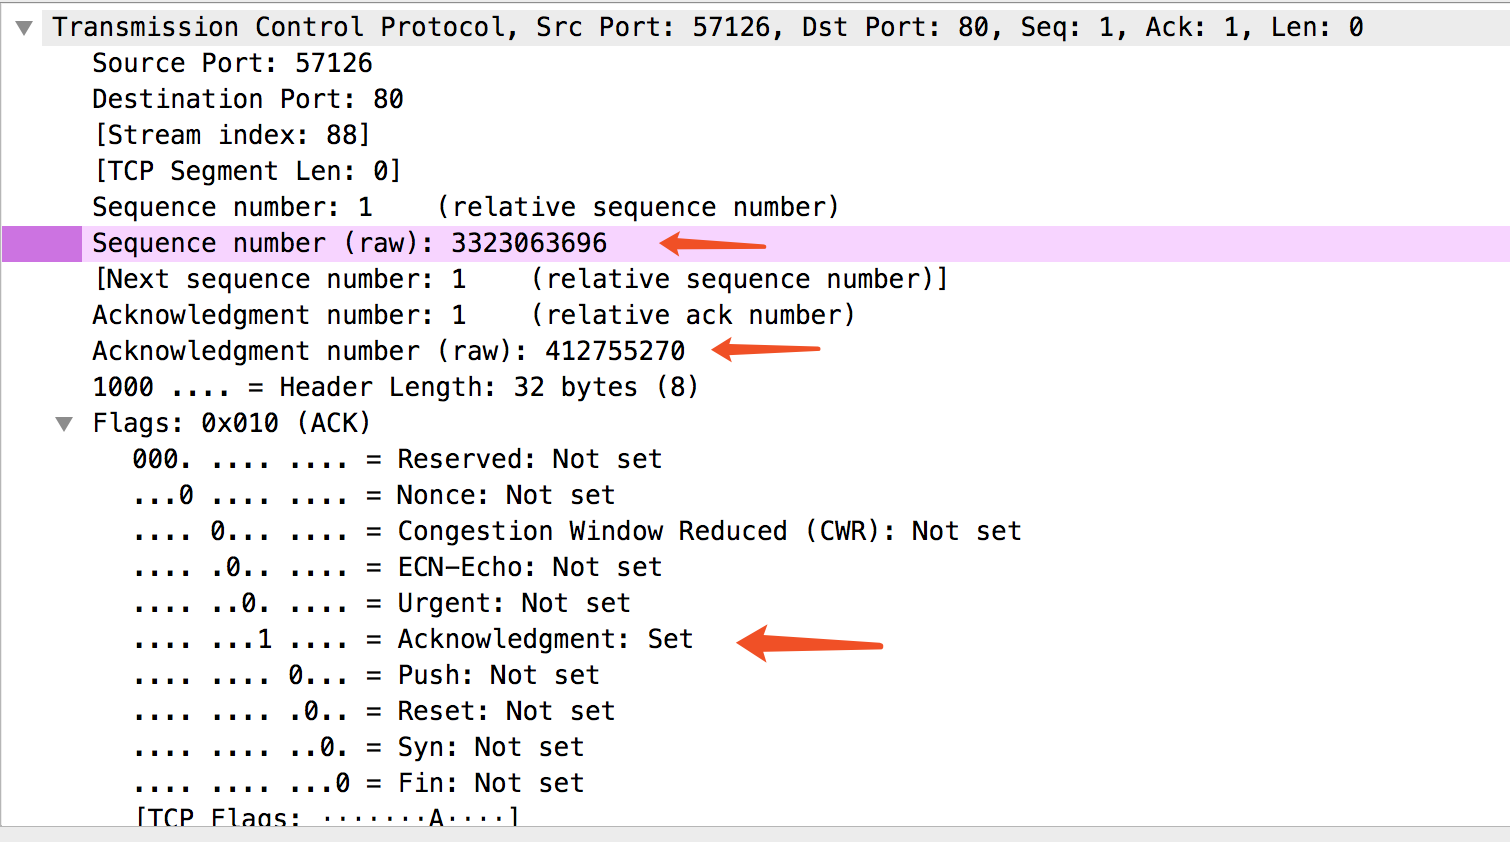 Transmission Control Protocol, Src Port: 57126, Dst Port: 80, Seq: 1, Ack: 1, Len: 0
Source Port: 57126
Destination Port: 80
[Stream index: 88]
[TCP Segment Len: 0]
Sequence number: 1    (relative sequence number)
Sequence number (raw): 3323063696
[Next sequence number: 1    (relative sequence number)]
Acknowledgment number: 1    (relative ack number)
Acknowledgment number (raw): 412755270
1000 .... = Header Length: 32 bytes (8)
Flags: 0x010 (ACK)
000. .... .... = Reserved: Not set
...0 .... .... = Nonce: Not set
.... 0... .... = Congestion Window Reduced (CWR): Not set
.... .0.. .... = ECN-Echo: Not set
.... ..0. .... = Urgent: Not set
.... ...1 .... = Acknowledgment: Set
.... .... 0... = Push: Not set
.... .... .0.. = Reset: Not set
.... .... ..0. = Syn: Not set
.... .... ...0 = Fin: Not set
[TCP Flags: ·······A····]